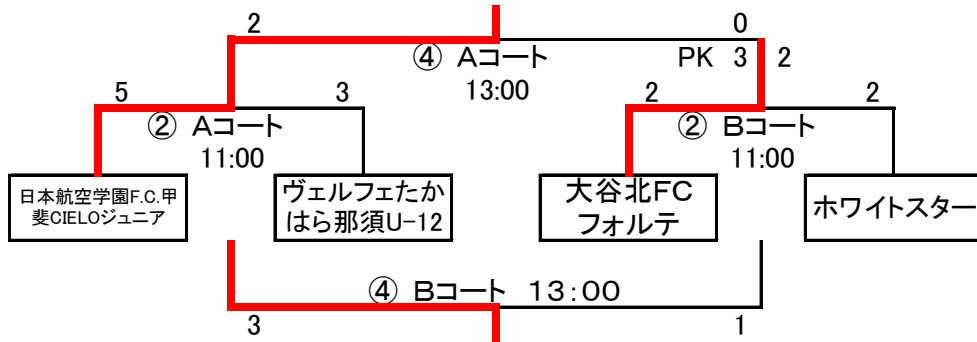 2 0
④ Aコート PK 3 2
13:00
5 3 2 2
② Aコート ② Bコート
11:00 11:00
日本航空学園F.C.甲
斐CIELOジュニア
ヴェルフェたか
はら那須U-12
大谷北FC
フォルテ
ホワイトスター
④ Bコート 13:00
3 1